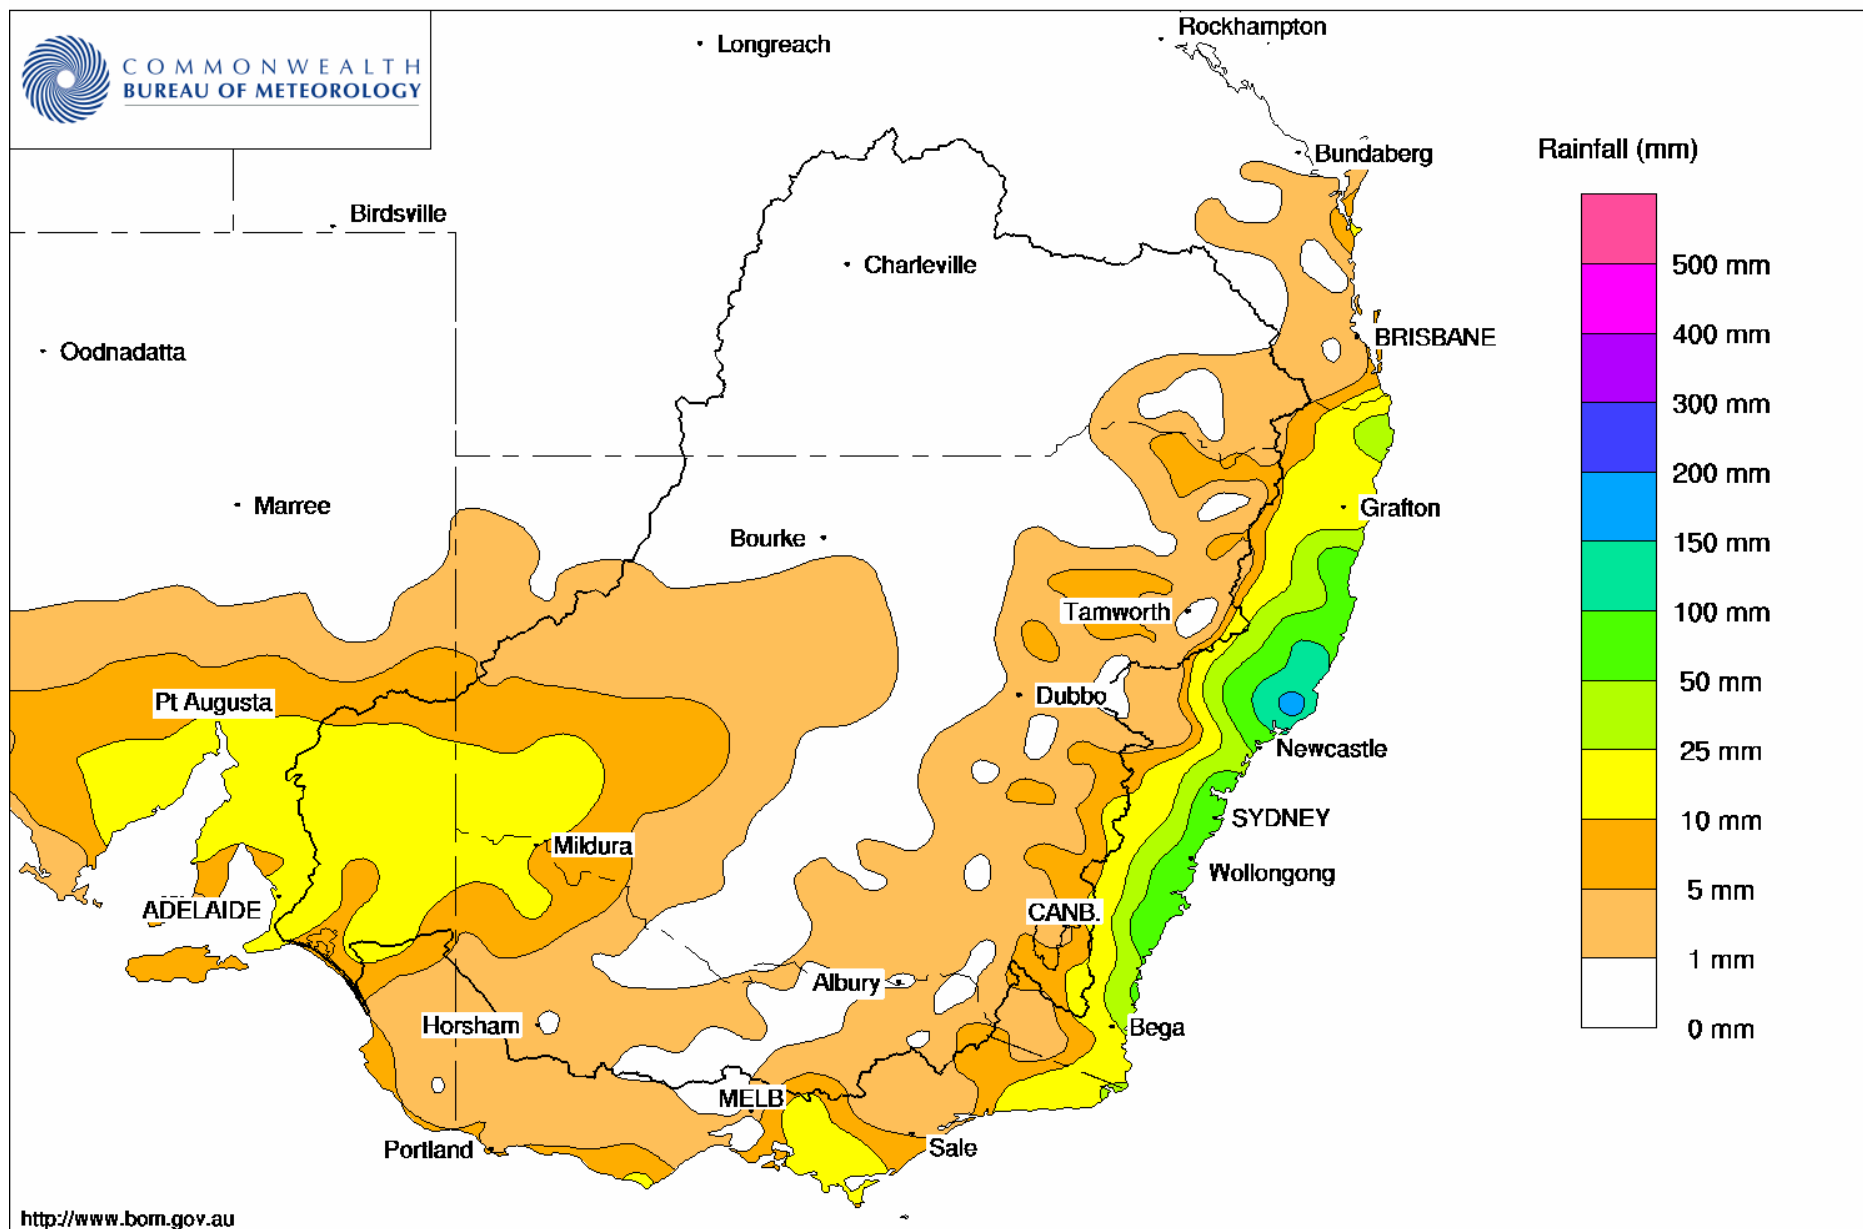 COMMONWEALTH
BUREAU OF METEOROLOGY
Longreach
Rockhampton
Bundaberg
Rainfall (mm)
Birdsville
Charleville
500 mm
BRISBANE
400 mm
Oodnadatta
300 mm
200 mm
Marree
Grafton
Bourke
150 mm
Tamworth
100 mm
Pt Augusta
Dubbo
50 mm
Newcastle
25 mm
SYDNEY
10 mm
Mildura
Wollongong
5 mm
ADELAIDE
CANB.
1 mm
Albury
Horsham
Bega
0 mm
MELB
Portland
Sale
http://www.bom.gov.au